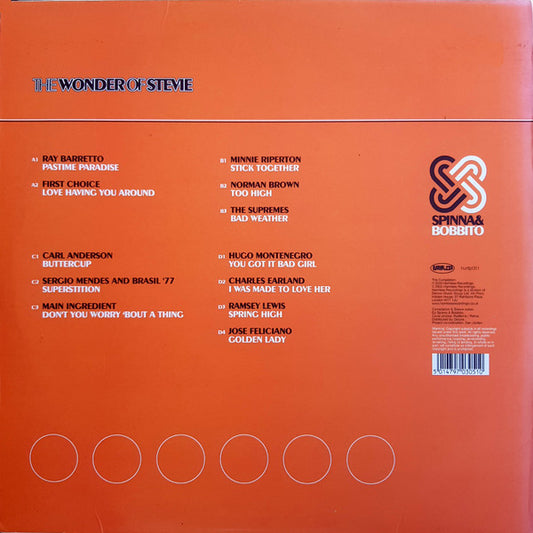 THE WONDER OF STEVIE
A1 RAY BARRETTO
PASTIME PARADISE
A2 FIRST CHOICE
LOVE HAVING YOU AROUND
B1 MINNIE RIPERTON
STICK TOGETHER
B2 NORMAN BROWN
TOO HIGH
B3 THE SUPREMES
BAD WEATHER
SPINNA&
BOBBITO
C1 CARL ANDERSON
BUTTERCUP
C2 SERGIO MENDES AND BRASIL '77
SUPERSTITION
C3 MAIN INGREDIENT
DON'T YOU WORRY 'BOUT A THING
D1 HUGO MONTENEGRO
YOU GOT IT BAD GIRL
D2 CHARLES EARLAND
I WAS MADE TO LOVE HER
D3 RAMSEY LEWIS
SPRING HIGH
D4 JOSE FELICIANO
GOLDEN LADY
5 014797 030510